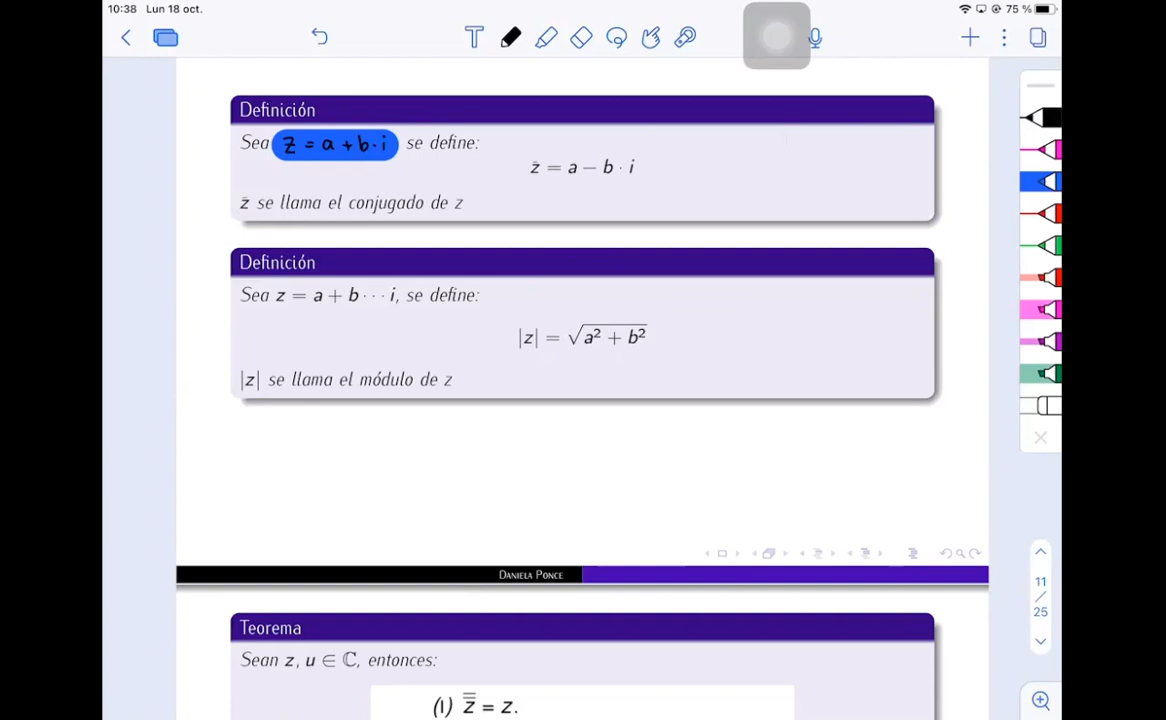 10:38 Lun 18 oct.
75 %
Definición
Sea z = a + b · i se define:
z̄ = a − b · i
z̄ se llama el conjugado de z
Definición
Sea z = a + b · · · i, se define:
|z| = √a² + b²
|z| se llama el módulo de z
DANIELA PONCE
11
/
25
Teorema
Sean z, u ∈ ℂ, entonces:
(I) z̿ = z.